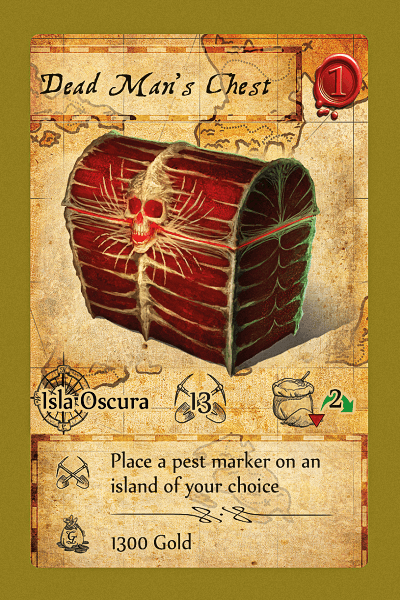 Dead Man's Chest
1
Isla Oscura
13
2
Place a pest marker on an
island of your choice
1300 Gold